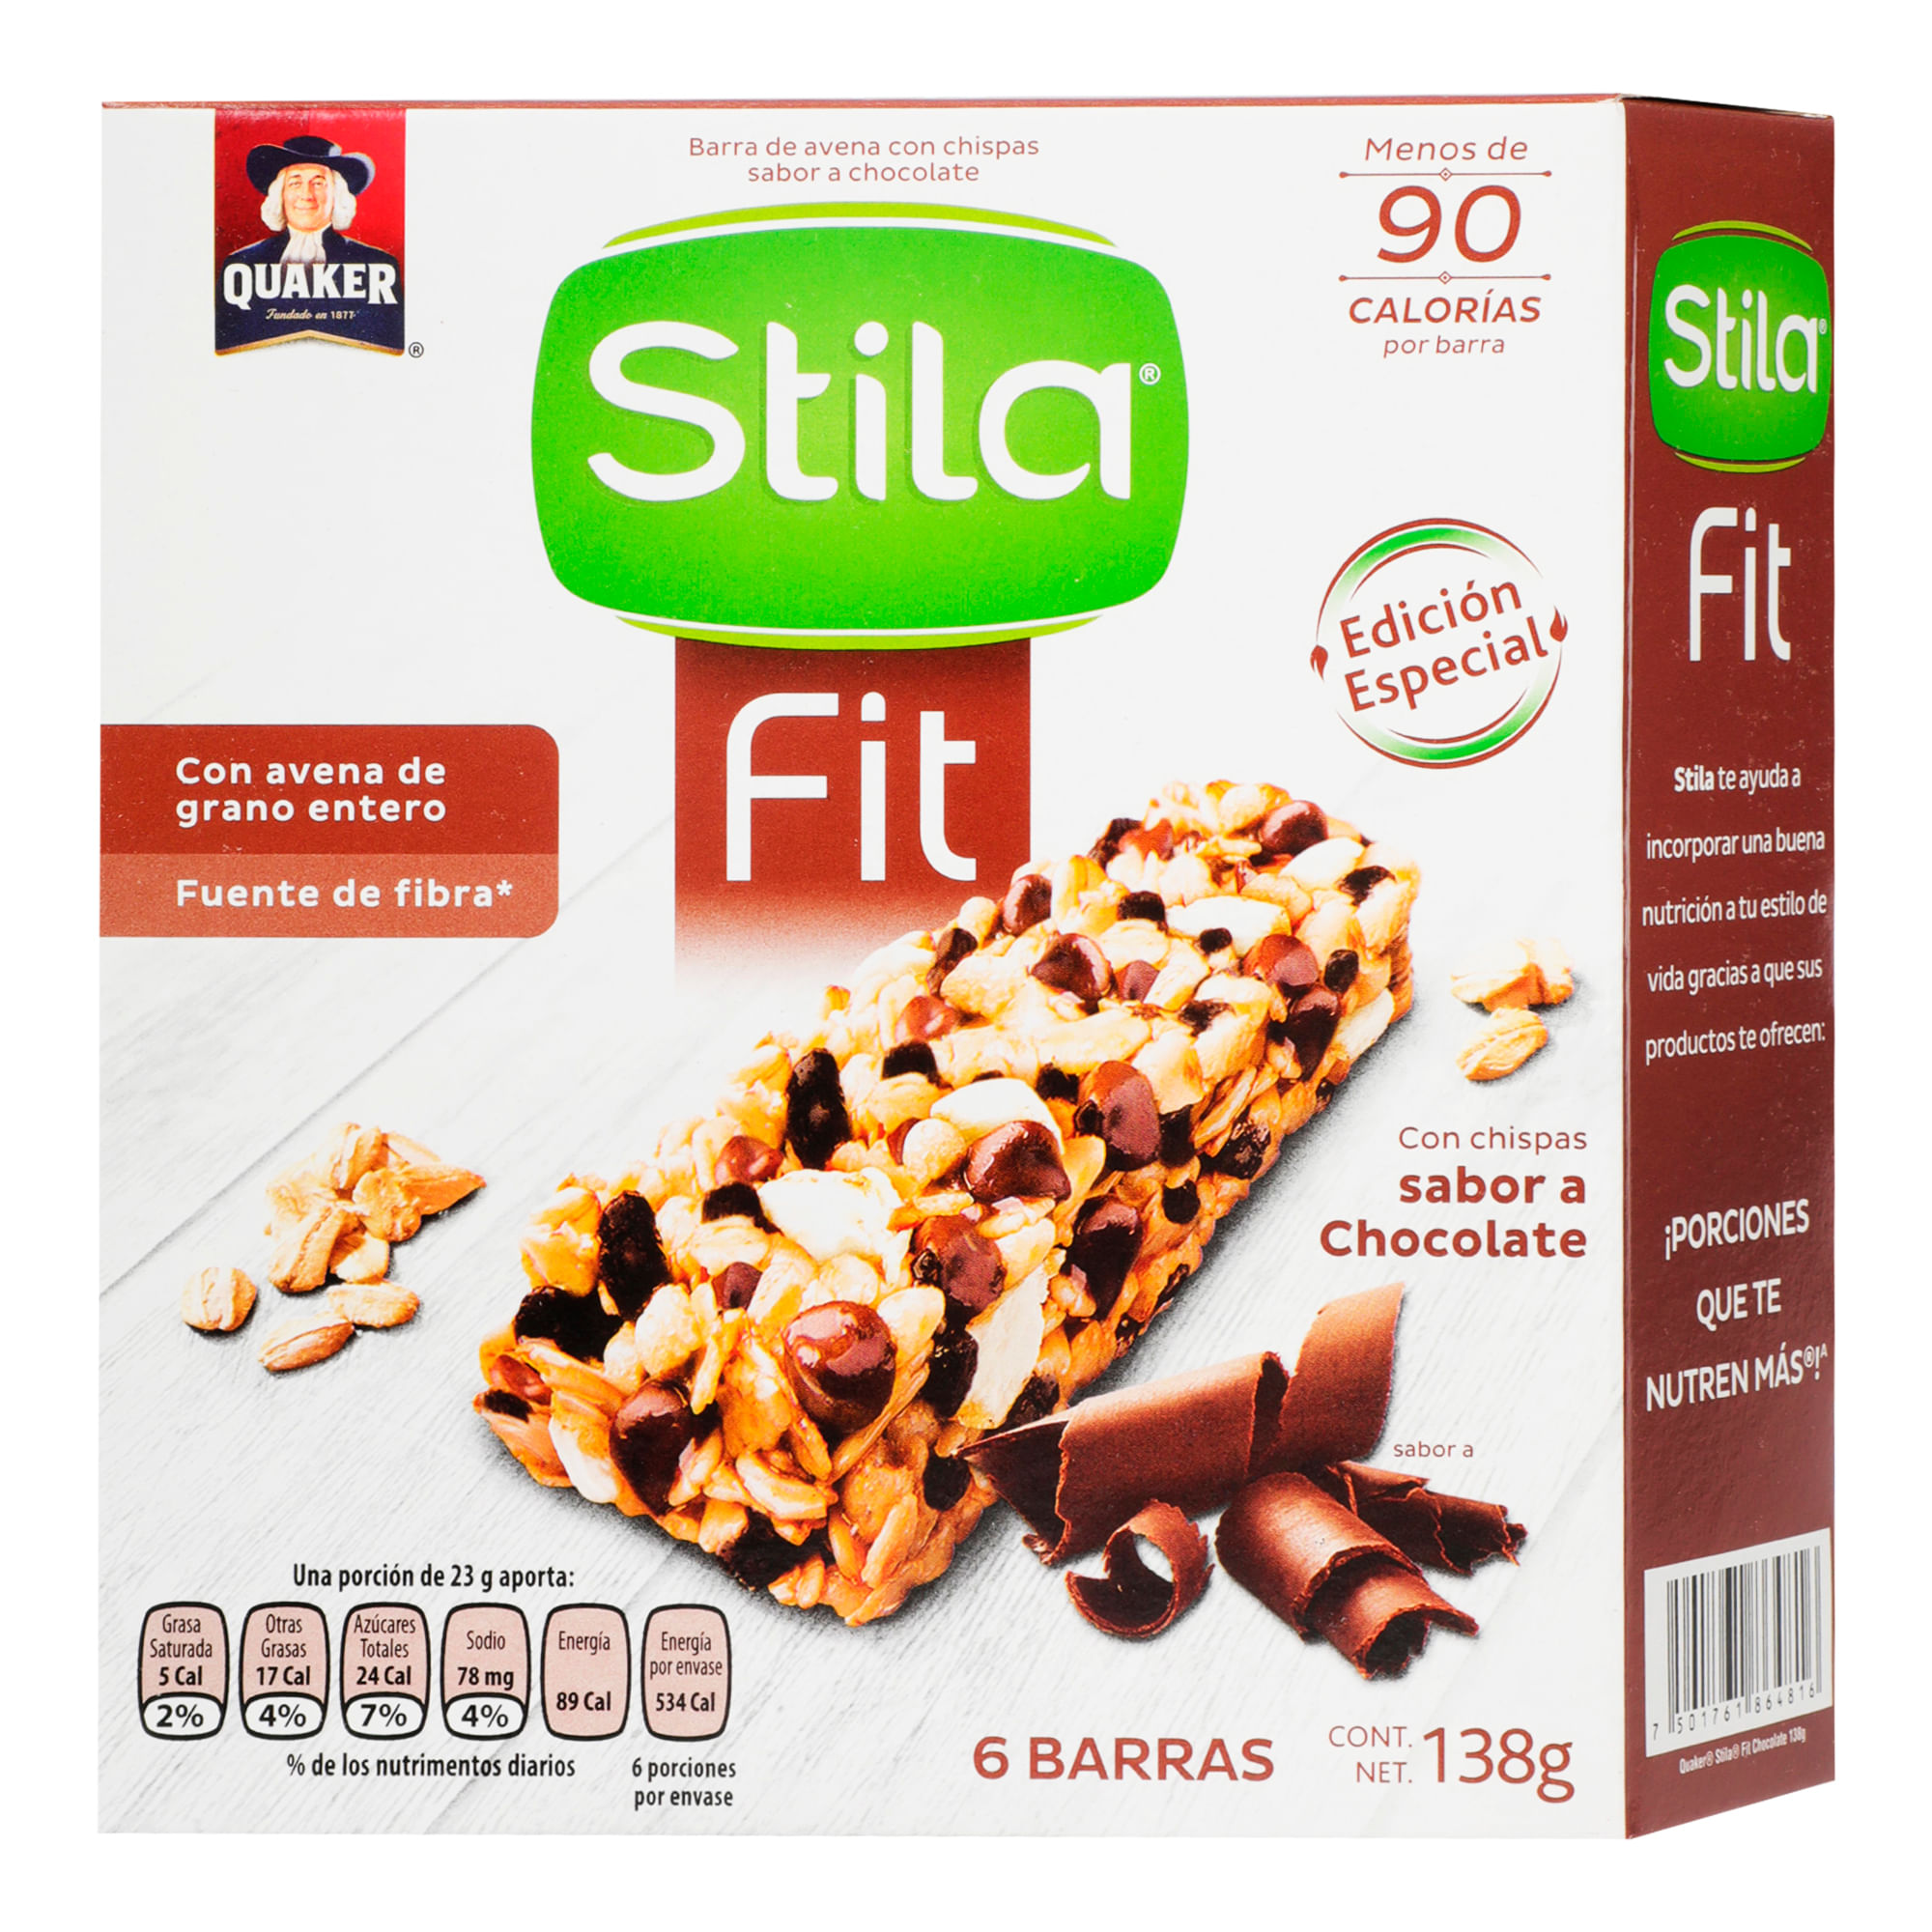 QUAKER
Fundado en 1877
®
Barra de avena con chispas
sabor a chocolate
Menos de
90
CALORÍAS
por barra
Stila®
Fit
Edición
Especial
Con avena de
grano entero
Fuente de fibra*
Con chispas
sabor a
Chocolate
sabor a
Una porción de 23 g aporta:
Grasa
Saturada
5 Cal
2%
Otras
Grasas
17 Cal
4%
Azúcares
Totales
24 Cal
7%
Sodio
78 mg
4%
Energía
89 Cal
Energía
por envase
534 Cal
% de los nutrimentos diarios
6 porciones
por envase
6 BARRAS
CONT.
NET.
138g
Stila®
Fit
Stila te ayuda a
incorporar una buena
nutrición a tu estilo de
vida gracias a que sus
productos te ofrecen:
¡PORCIONES
QUE TE
NUTREN MÁS®!A
7 501761 864816
Quaker® Stila® Fit Chocolate 138g